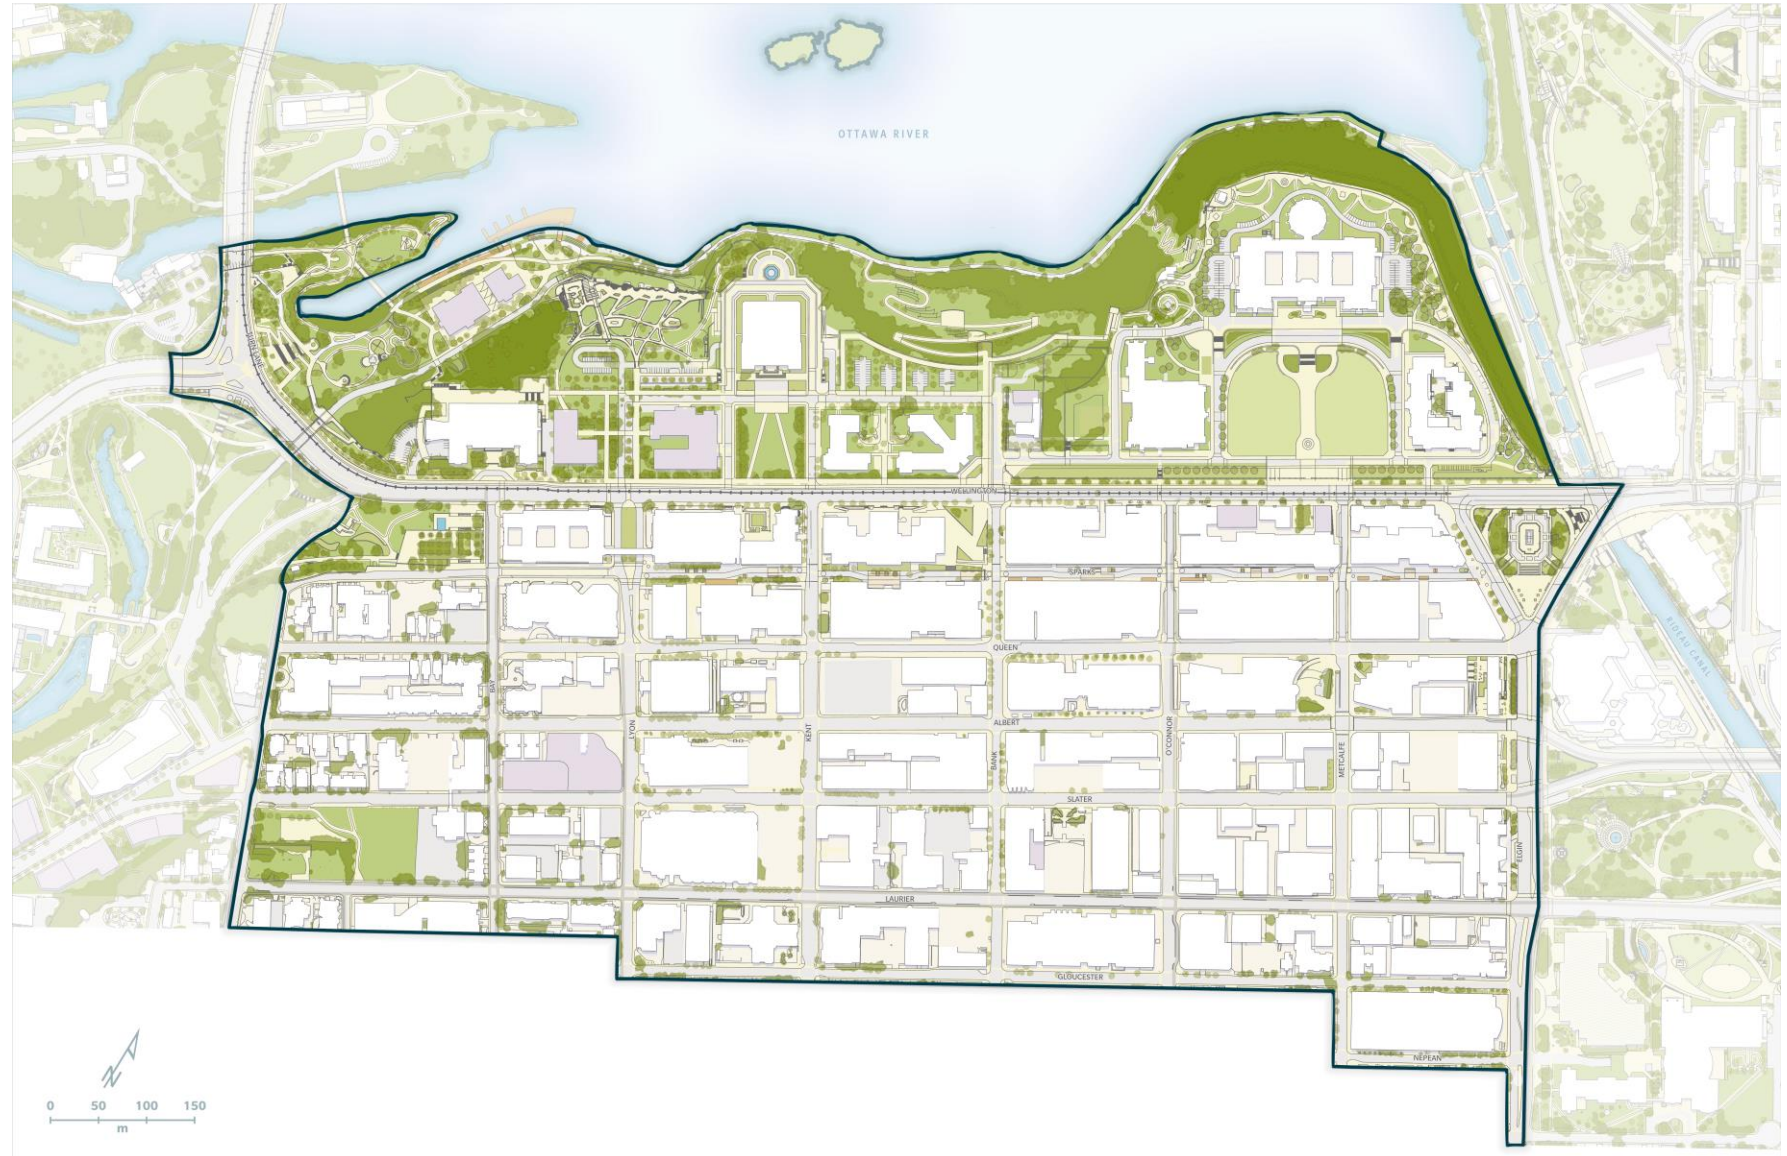 OTTAWA RIVER
WELLINGTON
SPARKS
QUEEN
RIDEAU CANAL
BAY
LYON
KENT
ALBERT
BANK
O'CONNOR
METCALFE
SLATER
ELGIN
LAURIER
GLOUCESTER
NEPEAN
N
0 50 100 150
m